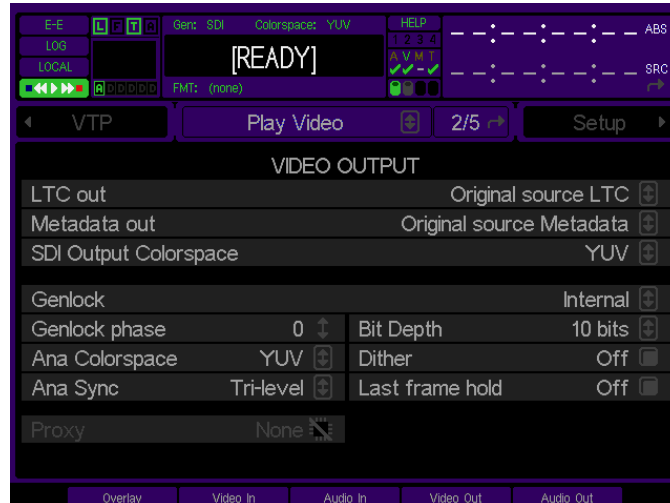 E-E L F T R Gen: SDI Colorspace: YUV HELP --:--:--:-- ABS
LOG 1 2 3 4
LOCAL [READY] A V M T
A D D D D D FMT: (none) --:--:--:-- SRC
VTP Play Video 2/5 Setup
VIDEO OUTPUT
LTC out Original source LTC
Metadata out Original source Metadata
SDI Output Colorspace YUV
Genlock Internal
Genlock phase 0 Bit Depth 10 bits
Ana Colorspace YUV Dither Off
Ana Sync Tri-level Last frame hold Off
Proxy None
Overlay Video In Audio In Video Out Audio Out